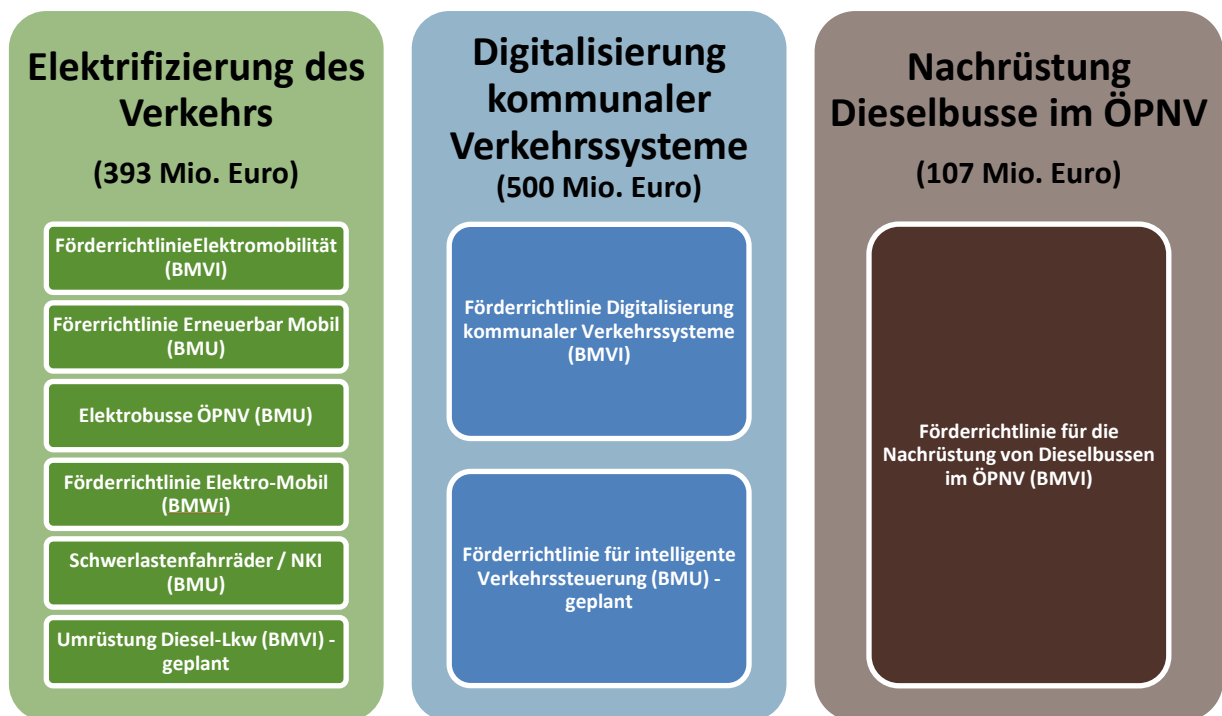 Elektrifizierung des
Verkehrs
(393 Mio. Euro)
FörderrichtlinieElektromobilität
(BMVI)
Förerrichtlinie Erneuerbar Mobil
(BMU)
Elektrobusse ÖPNV (BMU)
Förderrichtlinie Elektro-Mobil
(BMWi)
Schwerlastenfahrräder / NKI
(BMU)
Umrüstung Diesel-Lkw (BMVI) -
geplant
Digitalisierung
kommunaler
Verkehrssysteme
(500 Mio. Euro)
Förderrichtlinie Digitalisierung
kommunaler Verkehrssysteme
(BMVI)
Förderrichtlinie für intelligente
Verkehrssteuerung (BMU) -
geplant
Nachrüstung
Dieselbusse im ÖPNV
(107 Mio. Euro)
Förderrichtlinie für die
Nachrüstung von Dieselbussen
im ÖPNV (BMVI)